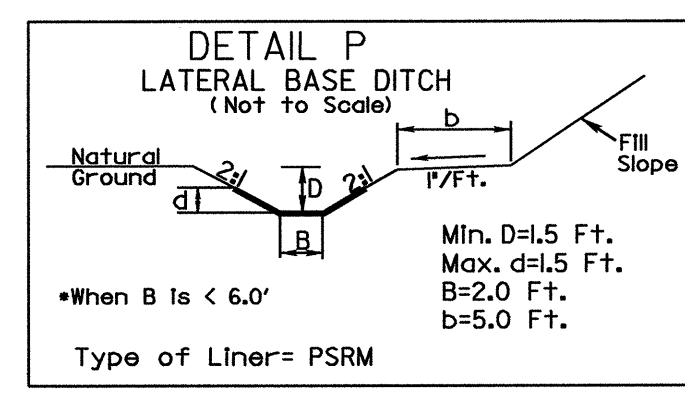 DETAIL P
LATERAL BASE DITCH
(Not to Scale)
b
Natural
Ground
2:1
D
2:1
1"/Ft.
Fill
Slope
d
B
Min. D=1.5 Ft.
Max. d=1.5 Ft.
B=2.0 Ft.
b=5.0 Ft.
*When B is < 6.0'
Type of Liner= PSRM